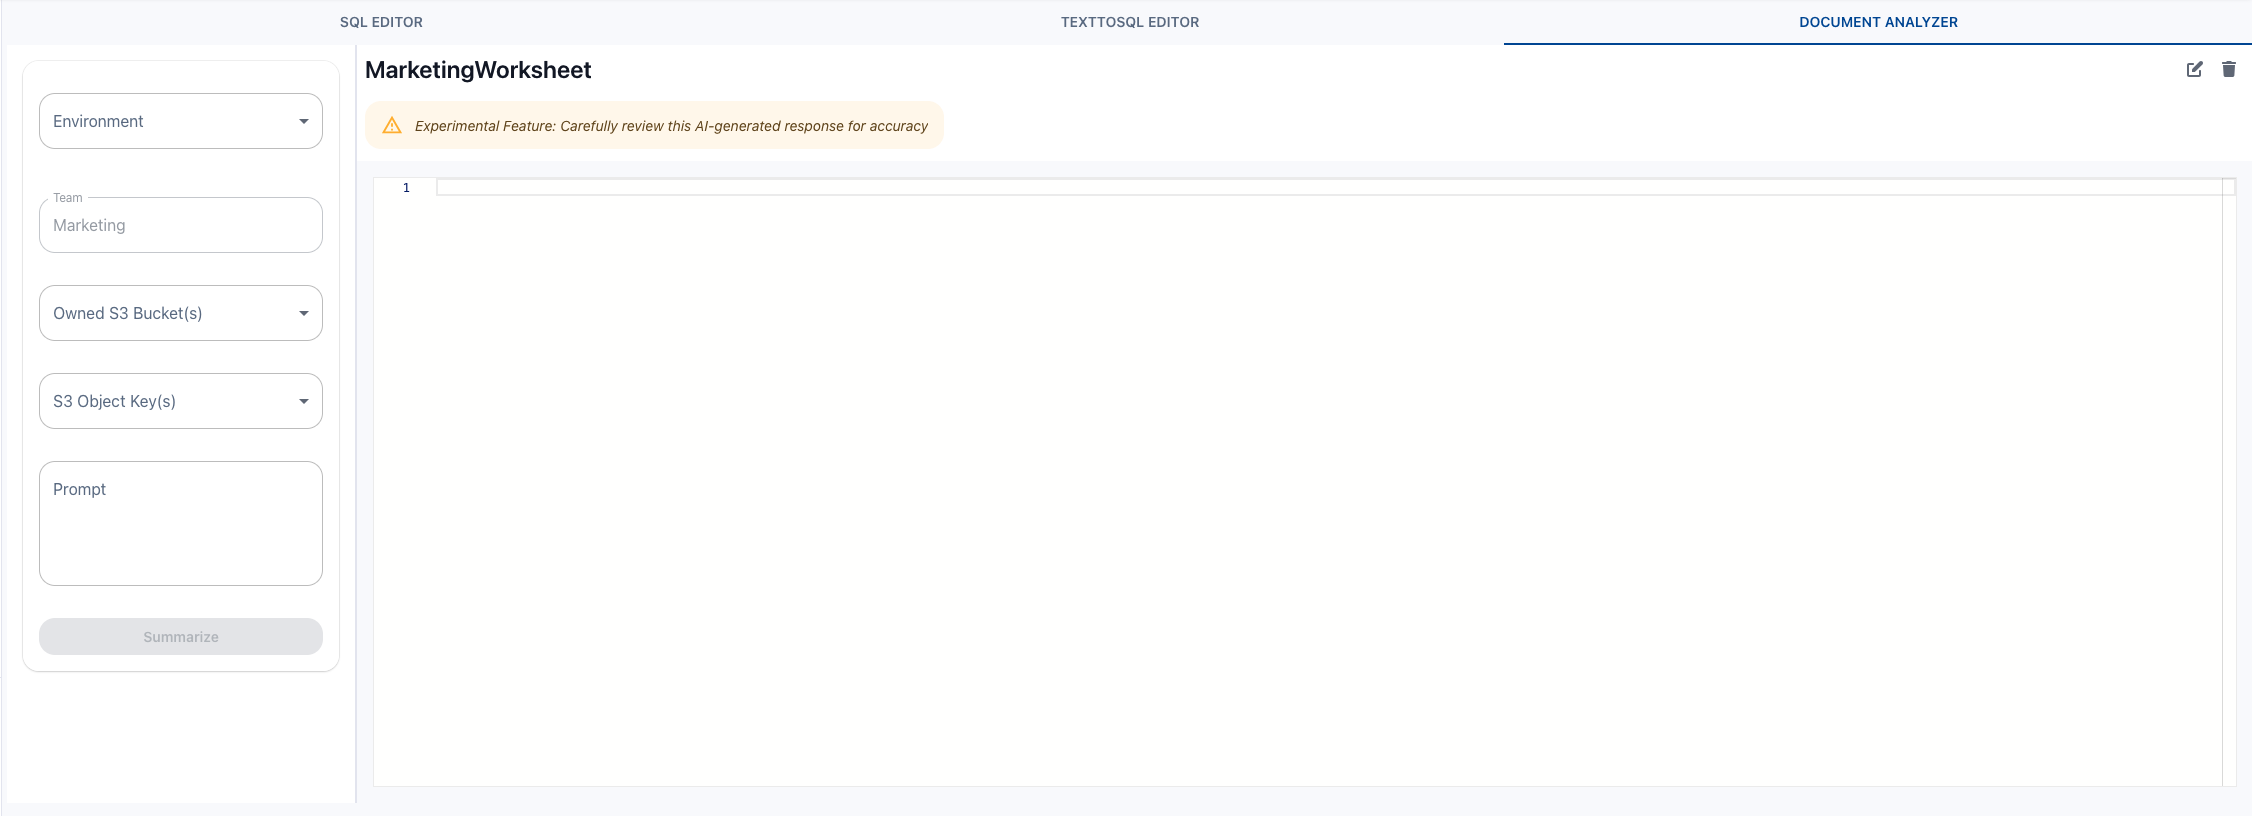 SQL EDITOR
TEXTTOSQL EDITOR
DOCUMENT ANALYZER
Environment
Team
Marketing
Owned S3 Bucket(s)
S3 Object Key(s)
Prompt
Summarize
MarketingWorksheet
Experimental Feature: Carefully review this AI-generated response for accuracy
1